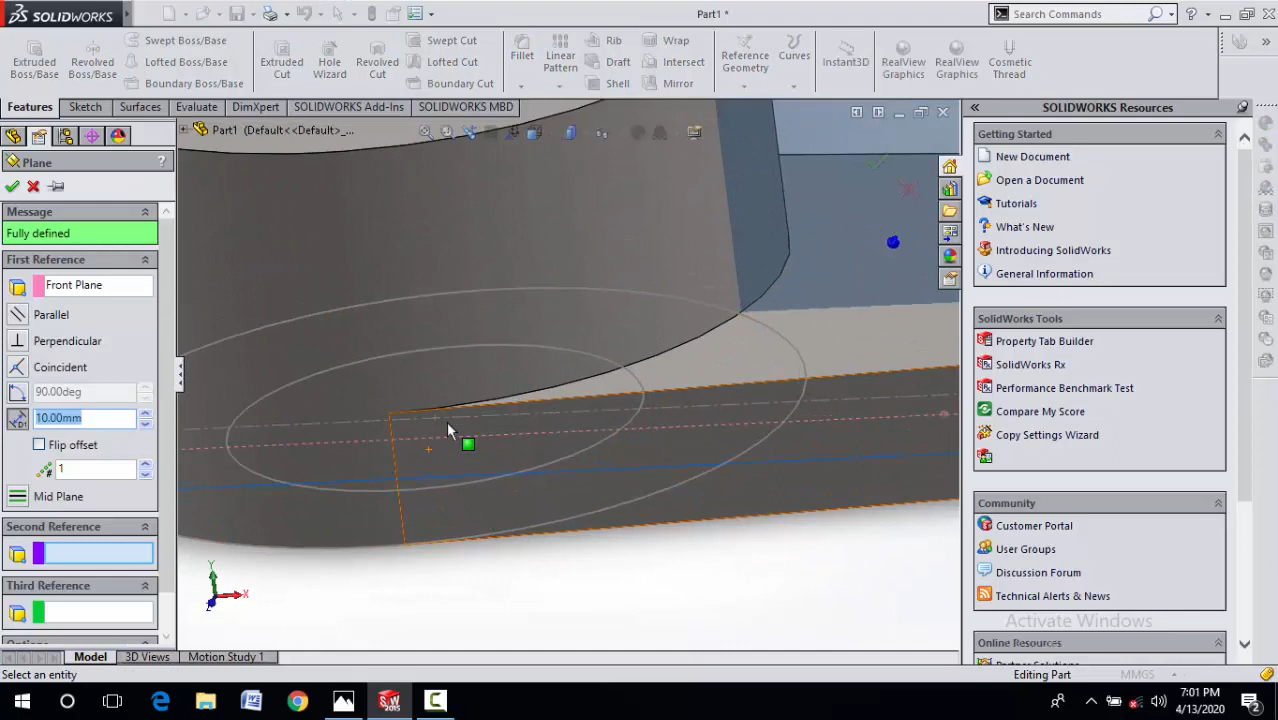 SOLIDWORKS
Part1 *
Search Commands
Extruded Boss/Base
Revolved Boss/Base
Swept Boss/Base
Lofted Boss/Base
Boundary Boss/Base
Extruded Cut
Hole Wizard
Revolved Cut
Swept Cut
Lofted Cut
Boundary Cut
Fillet
Linear Pattern
Rib
Draft
Shell
Wrap
Intersect
Mirror
Reference Geometry
Curves
Instant3D
RealView Graphics
RealView Graphics
Cosmetic Thread
Features
Sketch
Surfaces
Evaluate
DimXpert
SOLIDWORKS Add-Ins
SOLIDWORKS MBD
Part1 (Default<<Default>_...
Plane
?
Message
Fully defined
First Reference
Front Plane
Parallel
Perpendicular
Coincident
90.00deg
10.00mm
Flip offset
1
Mid Plane
Second Reference
Third Reference
Y
X
Z
SOLIDWORKS Resources
Getting Started
New Document
Open a Document
Tutorials
What's New
Introducing SolidWorks
General Information
SolidWorks Tools
Property Tab Builder
SolidWorks Rx
Performance Benchmark Test
Compare My Score
Copy Settings Wizard
Community
Customer Portal
User Groups
Discussion Forum
Technical Alerts & News
Activate Windows
Online Resources
Model
3D Views
Motion Study 1
Select an entity
Editing Part
MMGS
7:01 PM
4/13/2020
2